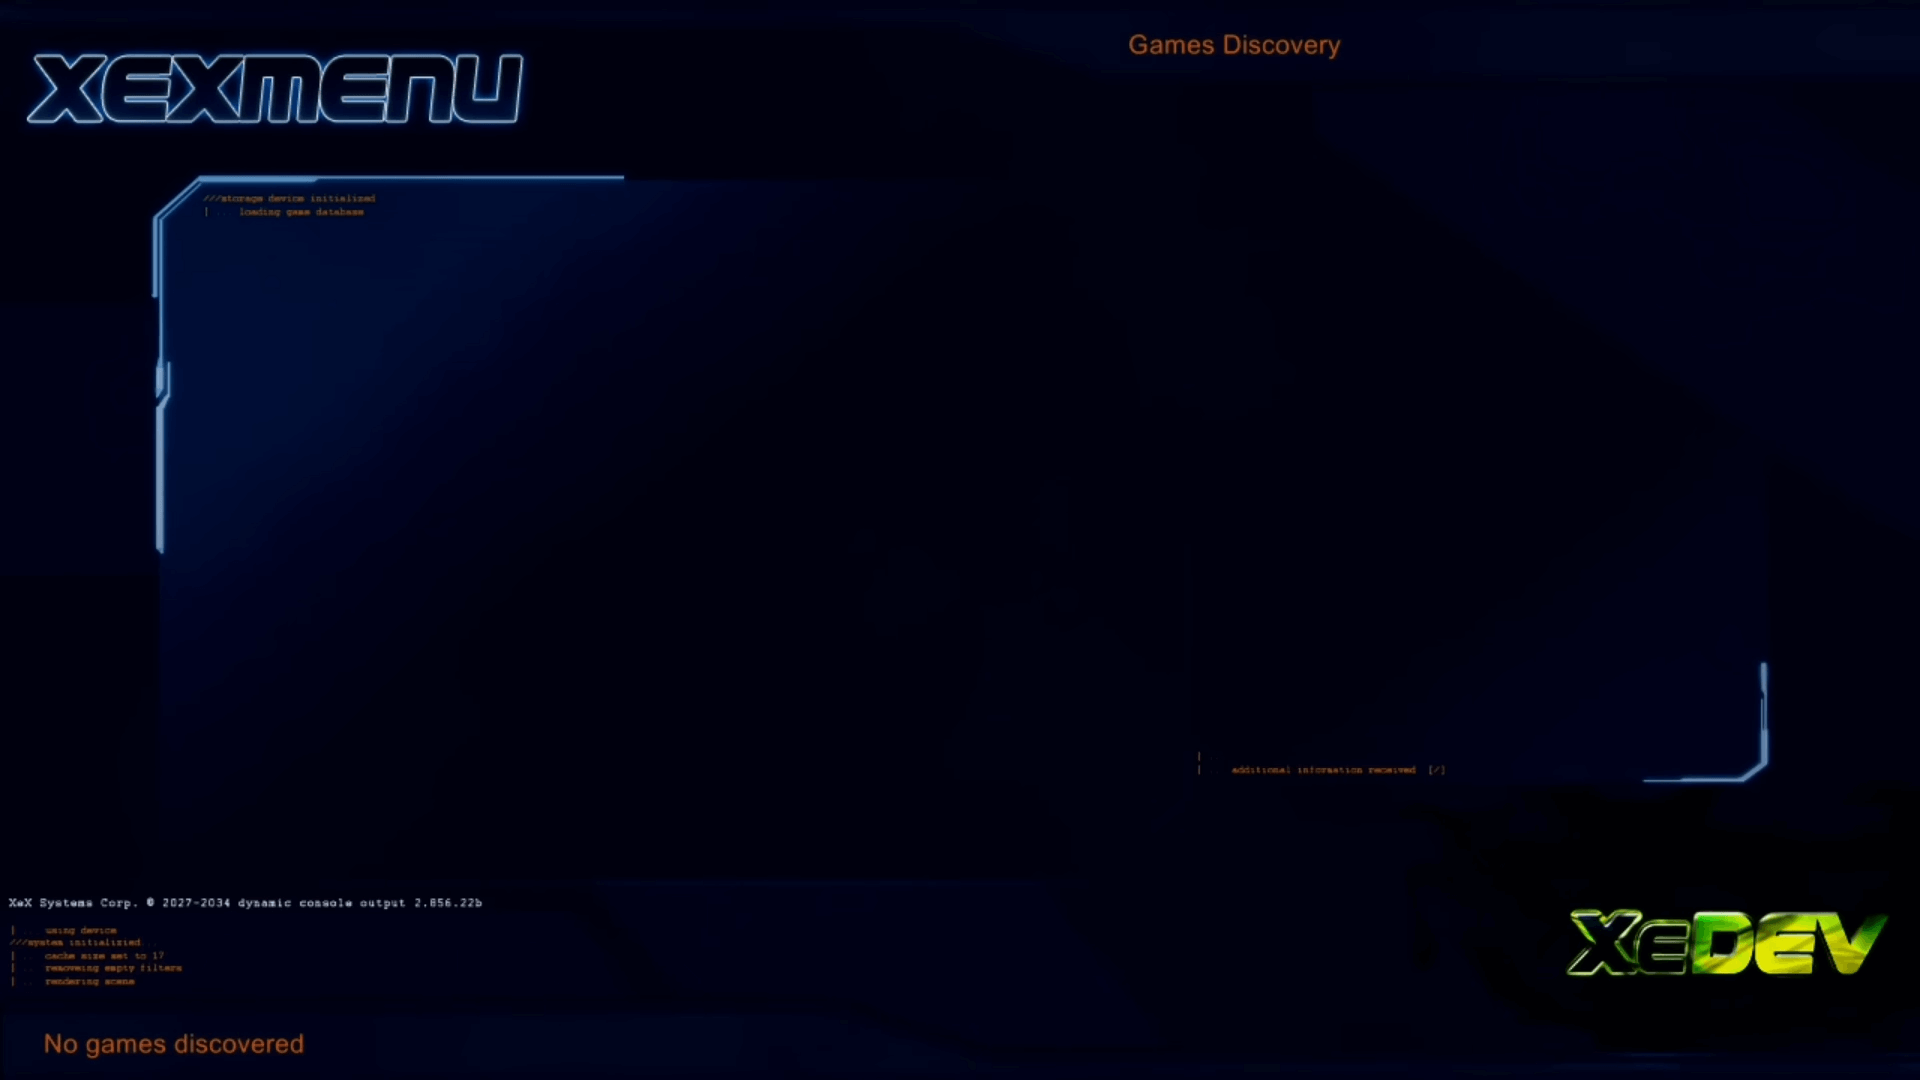 XEXMENU
Games Discovery
///storage device initialized
| ... loading game database
| .. additional information received [/]
XeX Systems Corp. © 2027-2034 dynamic console output 2.856.22b
| .. using device
///system initializied...
| .. cache size set to 17
| .. removeing empty filters
| .. rendering scene
XeDEV
No games discovered